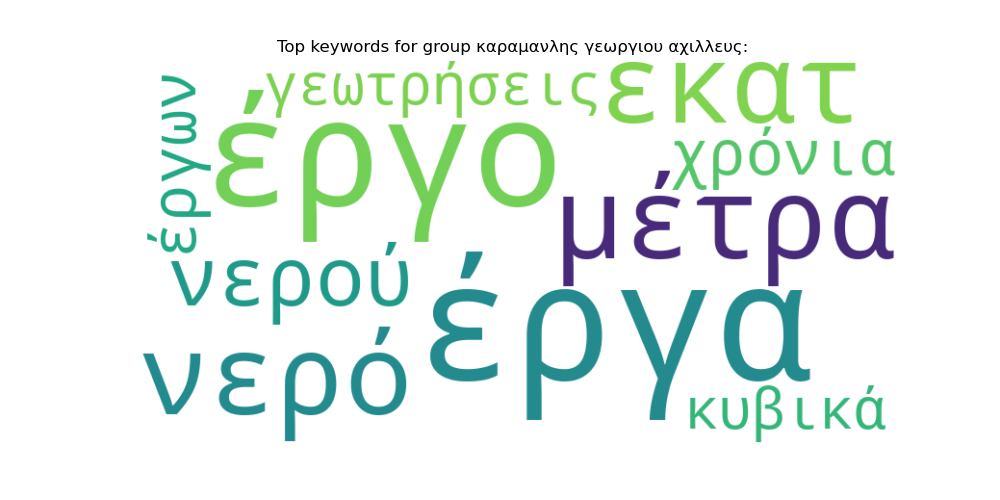 Top keywords for group καραμανλης γεωργιου αχιλλευς:
γεωτρήσεις
εκατ
έργων
έργο
χρόνια
μέτρα
νερού
έργα
νερό
κυβικά